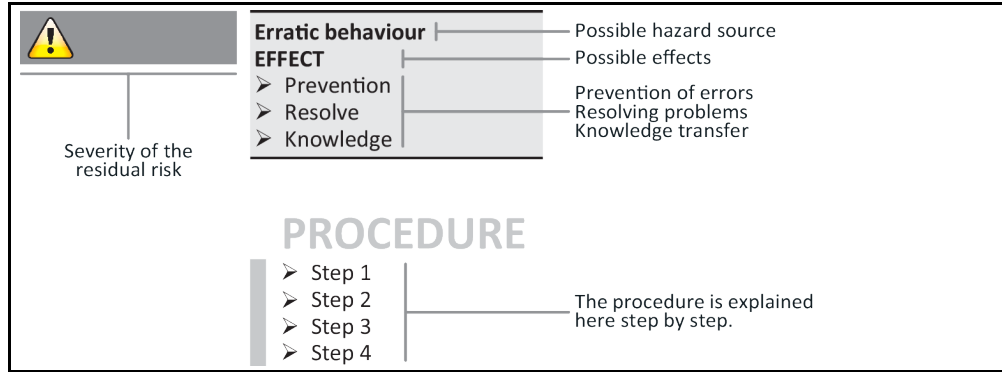 Erratic behaviour
Possible hazard source
EFFECT
Possible effects
➢ Prevention
➢ Resolve
➢ Knowledge
Prevention of errors
Resolving problems
Knowledge transfer
Severity of the
residual risk
PROCEDURE
➢ Step 1
➢ Step 2
➢ Step 3
➢ Step 4
The procedure is explained
here step by step.